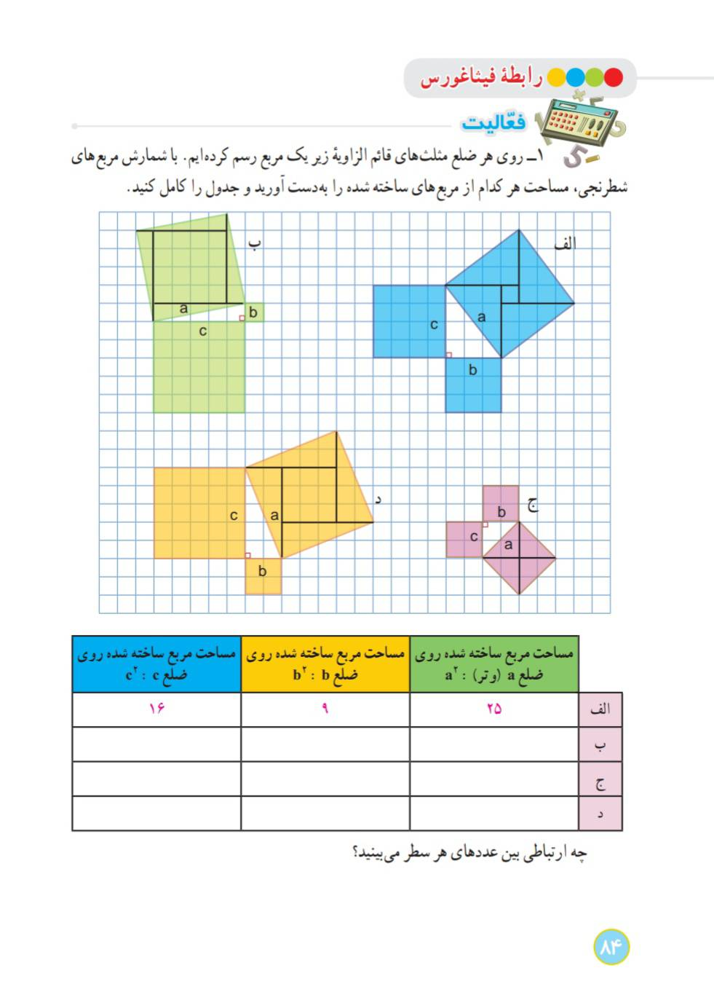 رابطهٔ فیثاغورس
فعّالیت
۱ــ روی هر ضلع مثلث‌های قائم الزاویهٔ زیر یک مربع رسم کرده‌ایم. با شمارش مربع‌های
شطرنجی، مساحت هر کدام از مربع‌های ساخته شده را به‌دست آورید و جدول را کامل کنید.
الف
a
b
c
ب
a
b
c
ج
a
b
c
د
a
b
c
مساحت مربع ساخته شده روی
ضلع a (وتر) : a²
مساحت مربع ساخته شده روی
ضلع b : b²
مساحت مربع ساخته شده روی
ضلع c : c²
الف ۲۵ ۹ ۱۶
ب
ج
د
چه ارتباطی بین عددهای هر سطر می‌بینید؟
۸۴